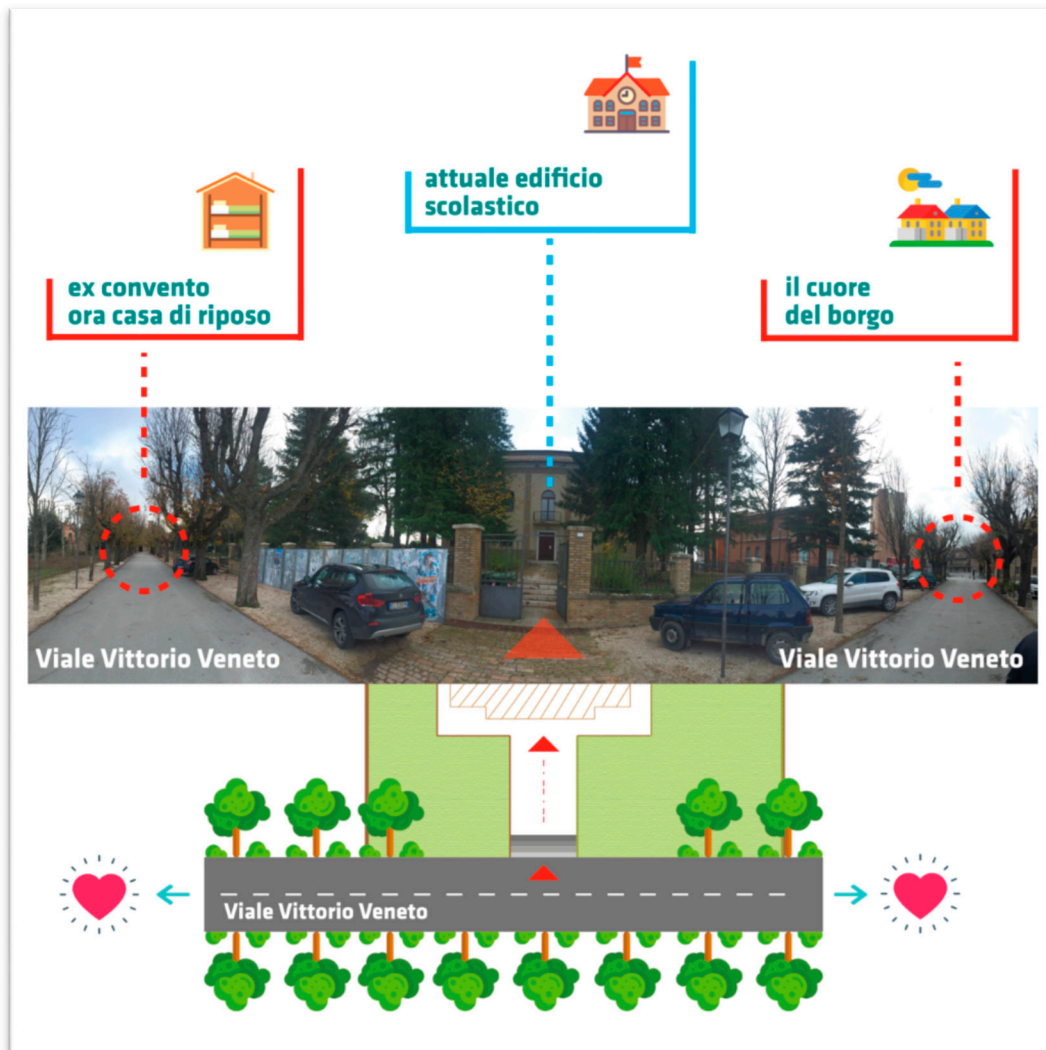 attuale edificio
scolastico
ex convento
ora casa di riposo
il cuore
del borgo
Viale Vittorio Veneto
Viale Vittorio Veneto
Viale Vittorio Veneto